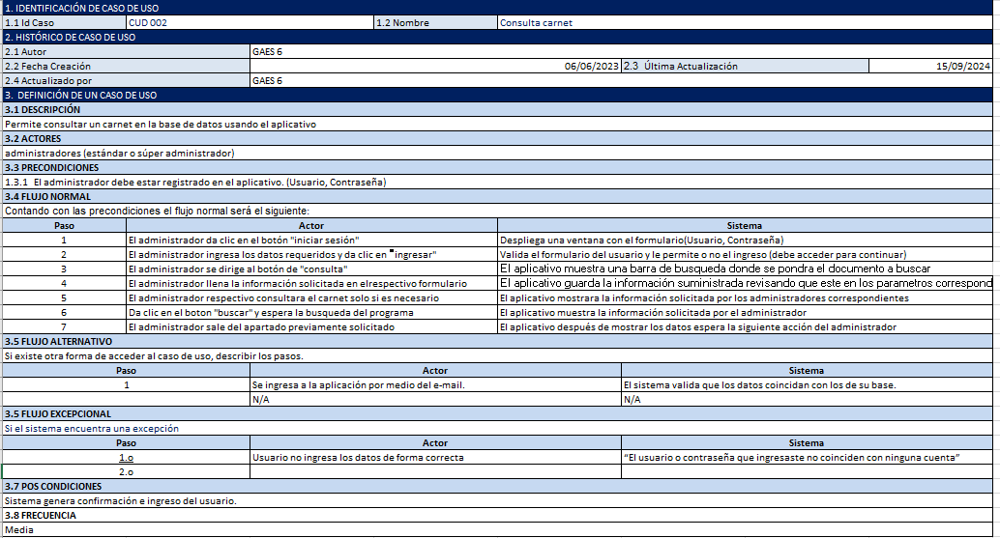 1. IDENTIFICACIÓN DE CASO DE USO
1.1 Id Caso CUD 002 1.2 Nombre Consulta carnet
2. HISTÓRICO DE CASO DE USO
2.1 Autor GAES 6
2.2 Fecha Creación 06/06/2023 2.3 Última Actualización 15/09/2024
2.4 Actualizado por GAES 6
3. DEFINICIÓN DE UN CASO DE USO
3.1 DESCRIPCIÓN
Permite consultar un carnet en la base de datos usando el aplicativo
3.2 ACTORES
administradores (estándar o súper administrador)
3.3 PRECONDICIONES
1.3.1 El administrador debe estar registrado en el aplicativo. (Usuario, Contraseña)
3.4 FLUJO NORMAL
Contando con las precondiciones el flujo normal será el siguiente:
Paso Actor Sistema
1 El administrador da clic en el botón "iniciar sesión" Despliega una ventana con el formulario(Usuario, Contraseña)
2 El administrador ingresa los datos requeridos y da clic en "ingresar" Valida el formulario del usuario y le permite o no el ingreso (debe acceder para continuar)
3 El administrador se dirige al botón de "consulta" El aplicativo muestra una barra de busqueda donde se pondra el documento a buscar
4 El administrador llena la información solicitada en elrespectivo formulario El aplicativo guarda la información suministrada revisando que este en los parametros correspond
5 El administrador respectivo consultara el carnet solo si es necesario El aplicativo mostrara la información solicitada por los administradores correspondientes
6 Da clic en el boton "buscar" y espera la busqueda del programa El aplicativo muestra la información solicitada por el administrador
7 El administrador sale del apartado previamente solicitado El aplicativo después de mostrar los datos espera la siguiente acción del administrador
3.5 FLUJO ALTERNATIVO
Si existe otra forma de acceder al caso de uso, describir los pasos.
Paso Actor Sistema
1 Se ingresa a la aplicación por medio del e-mail. El sistema valida que los datos coincidan con los de su base.
N/A N/A
3.5 FLUJO EXCEPCIONAL
Si el sistema encuentra una excepción
Paso Actor Sistema
1.o Usuario no ingresa los datos de forma correcta “El usuario o contraseña que ingresaste no coinciden con ninguna cuenta”
2.o
3.7 POS CONDICIONES
Sistema genera confirmación e ingreso del usuario.
3.8 FRECUENCIA
Media